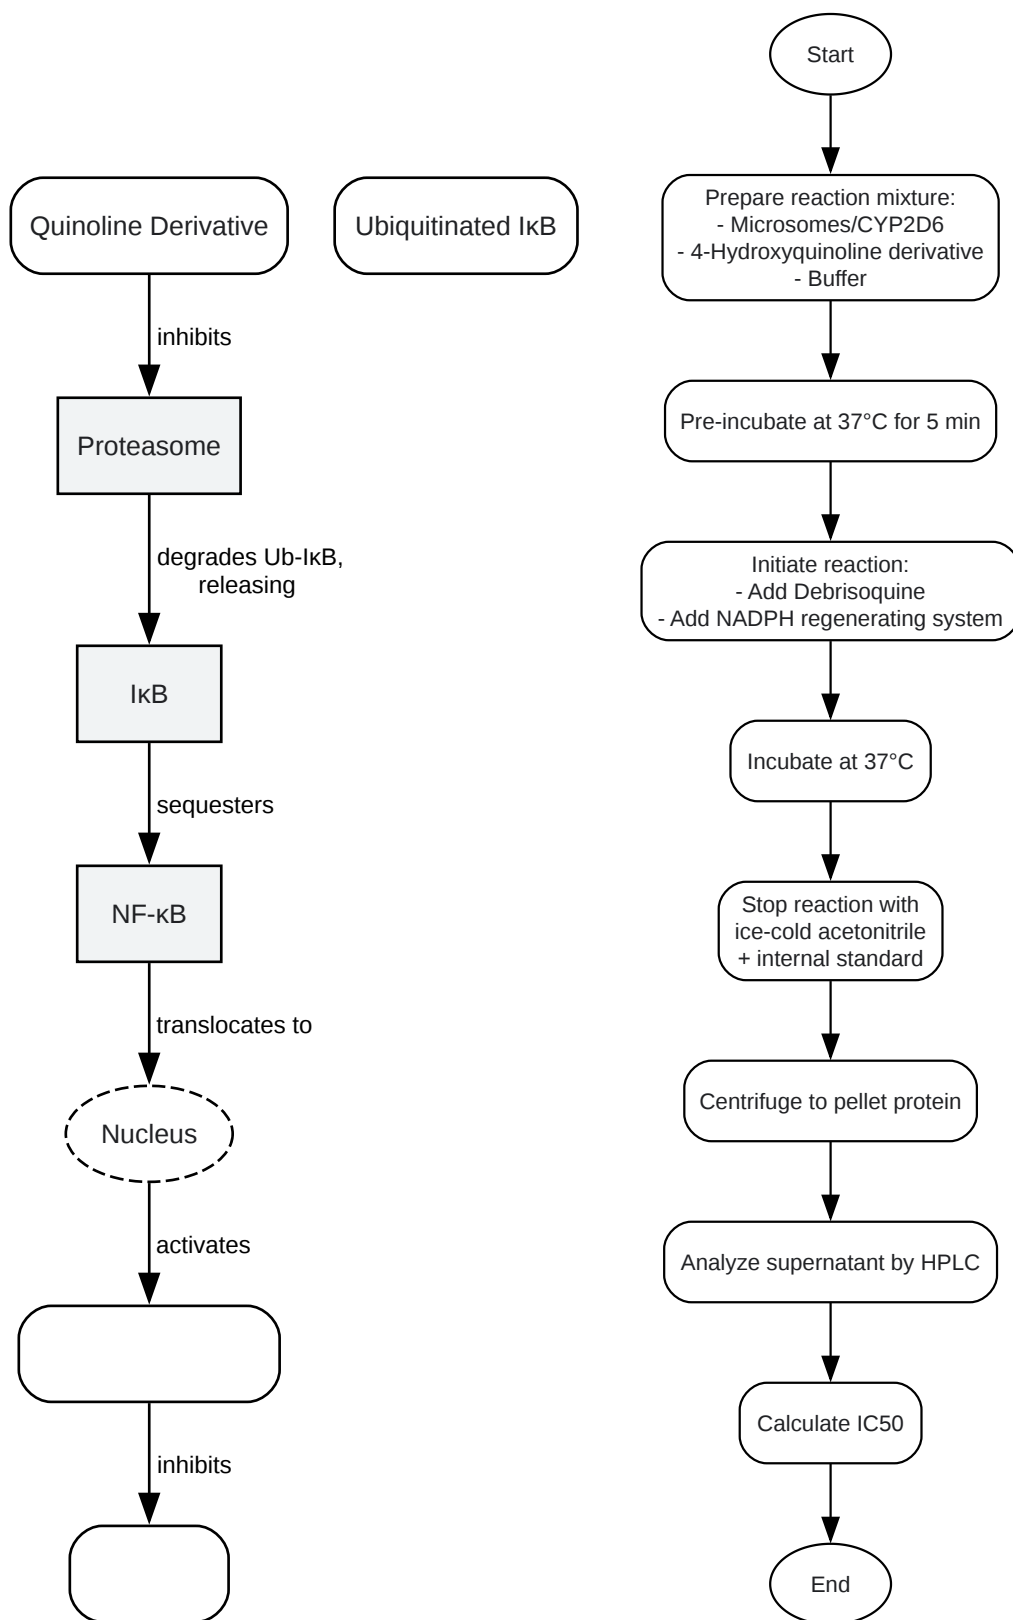 Quinoline Derivative
Ubiquitinated IκB
inhibits
Proteasome
degrades Ub-IκB,
releasing
IκB
sequesters
NF-κB
translocates to
Nucleus
activates
inhibits
Start
Prepare reaction mixture:
- Microsomes/CYP2D6
- 4-Hydroxyquinoline derivative
- Buffer
Pre-incubate at 37°C for 5 min
Initiate reaction:
- Add Debrisoquine
- Add NADPH regenerating system
Incubate at 37°C
Stop reaction with
ice-cold acetonitrile
+ internal standard
Centrifuge to pellet protein
Analyze supernatant by HPLC
Calculate IC50
End